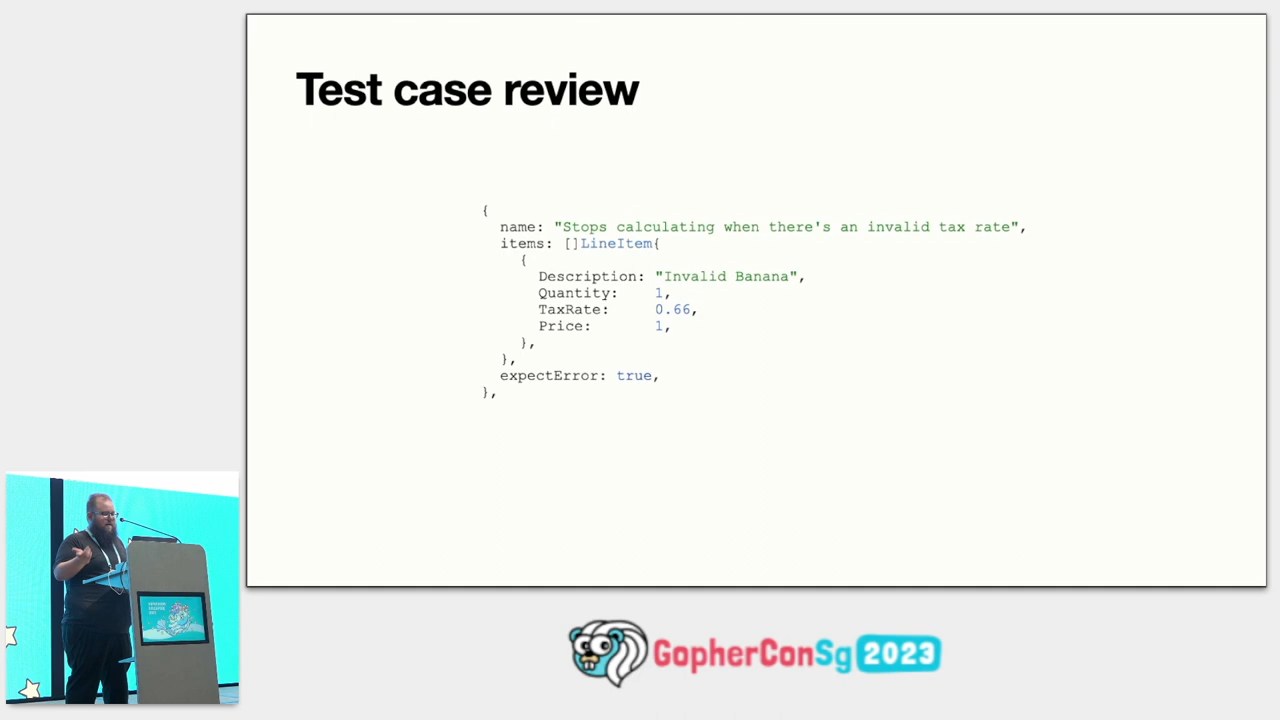 Test case review
{
name: "Stops calculating when there's an invalid tax rate",
items: []LineItem{
{
Description: "Invalid Banana",
Quantity: 1,
TaxRate: 0.66,
Price: 1,
},
},
expectError: true,
},
GopherConSg 2023